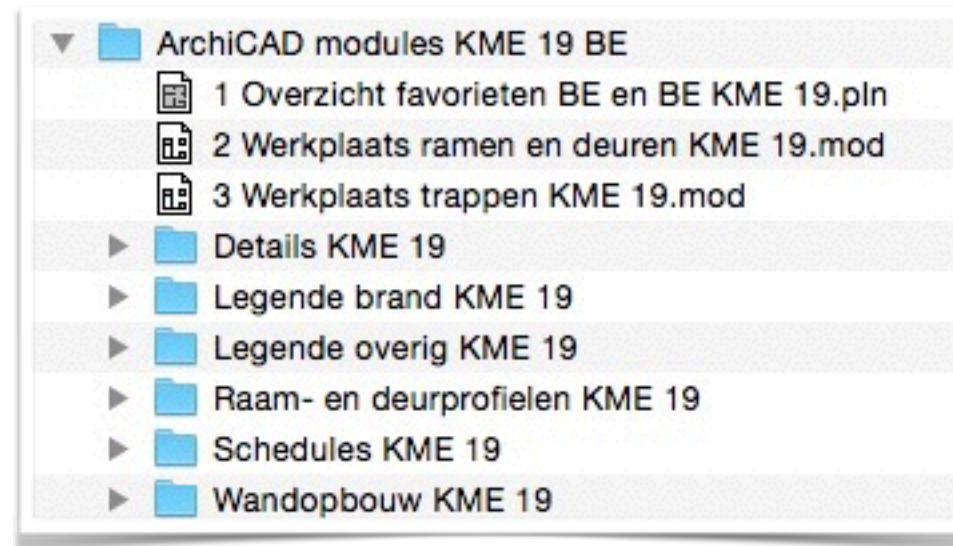 ArchiCAD modules KME 19 BE
1 Overzicht favorieten BE en BE KME 19.pln
2 Werkplaats ramen en deuren KME 19.mod
3 Werkplaats trappen KME 19.mod
Details KME 19
Legende brand KME 19
Legende overig KME 19
Raam- en deurprofielen KME 19
Schedules KME 19
Wandopbouw KME 19